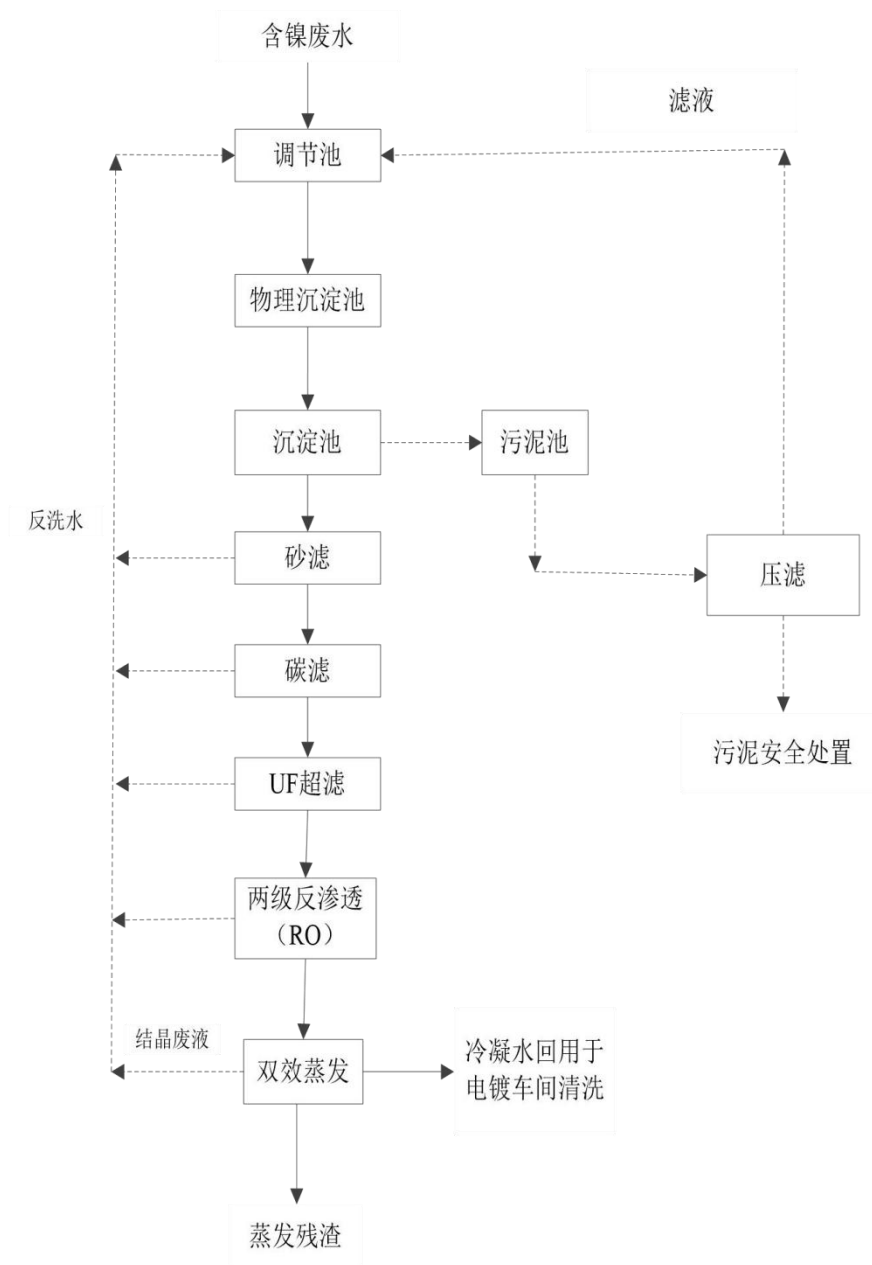 含镍废水
滤液
调节池
物理沉淀池
沉淀池
污泥池
反洗水
砂滤
压滤
碳滤
污泥安全处置
UF超滤
两级反渗透
（RO）
结晶废液
双效蒸发
冷凝水回用于
电镀车间清洗
蒸发残渣